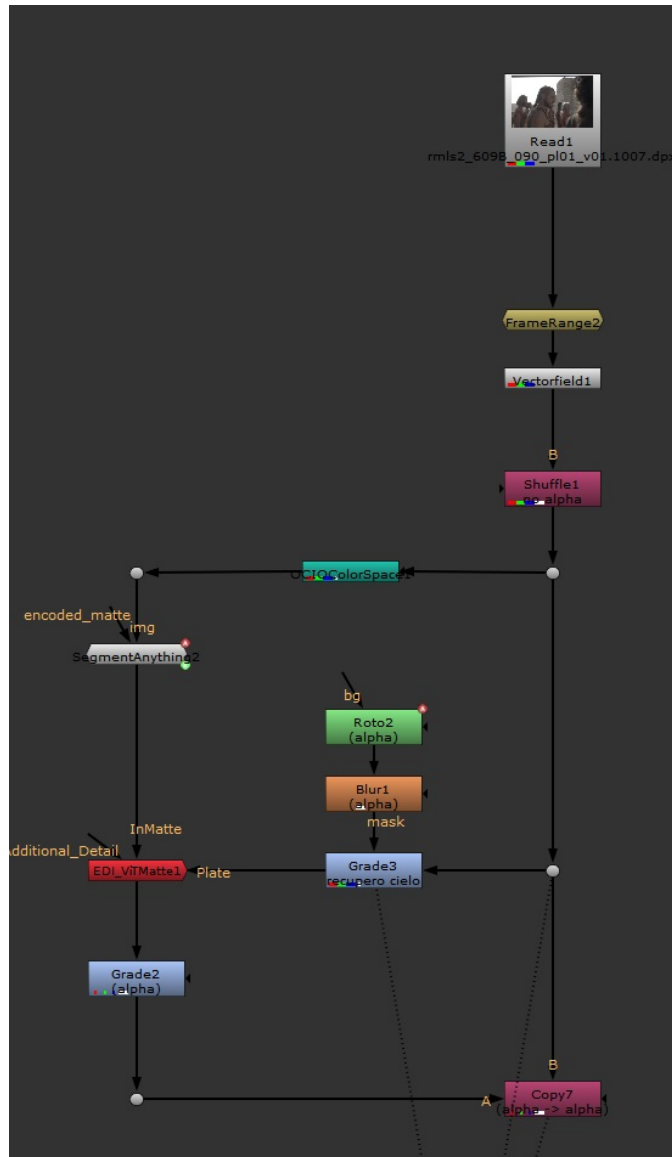 Read1
rmls2_609B_090_pl01_v01.1007.dpx
FrameRange2
Vectorfield1
B
Shuffle1
no alpha
OCIOColorSpace1
encoded_matte
img
SegmentAnything2
bg
Roto2
(alpha)
Blur1
(alpha)
mask
InMatte
Additional_Detail
EDI_ViTMatte1
Plate
Grade3
recupero cielo
Grade2
(alpha)
B
A
Copy7
(alpha -> alpha)